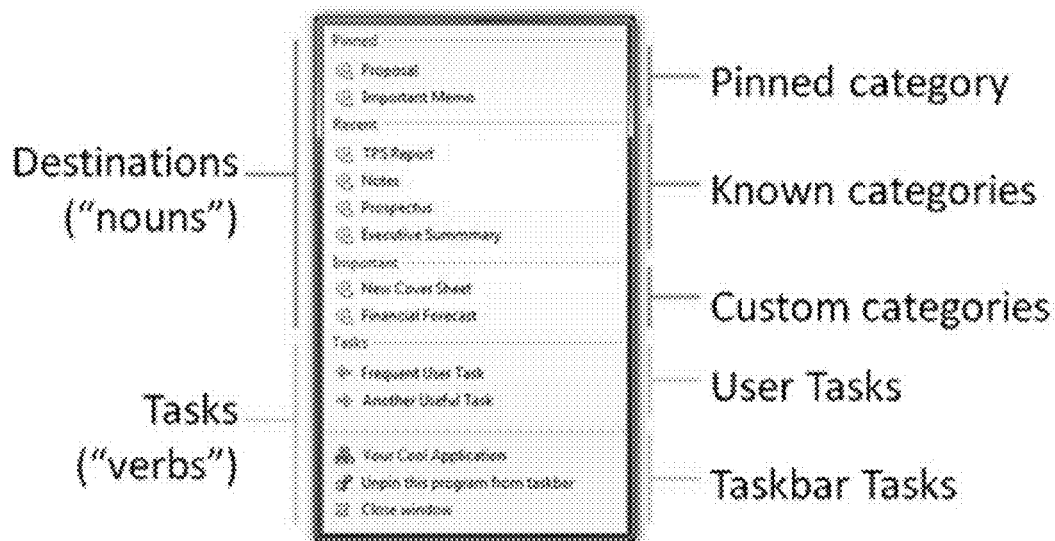 Destinations
("nouns")
Tasks
("verbs")
Pinned
Proposal
Important Memo
Recent
TPS Report
Notes
Prospectus
Executive Summmary
Important
New Cover Sheet
Financial Forecast
Tasks
Frequent User Task
Another Useful Task
Your Cool Application
Unpin this program from taskbar
Close window
Pinned category
Known categories
Custom categories
User Tasks
Taskbar Tasks